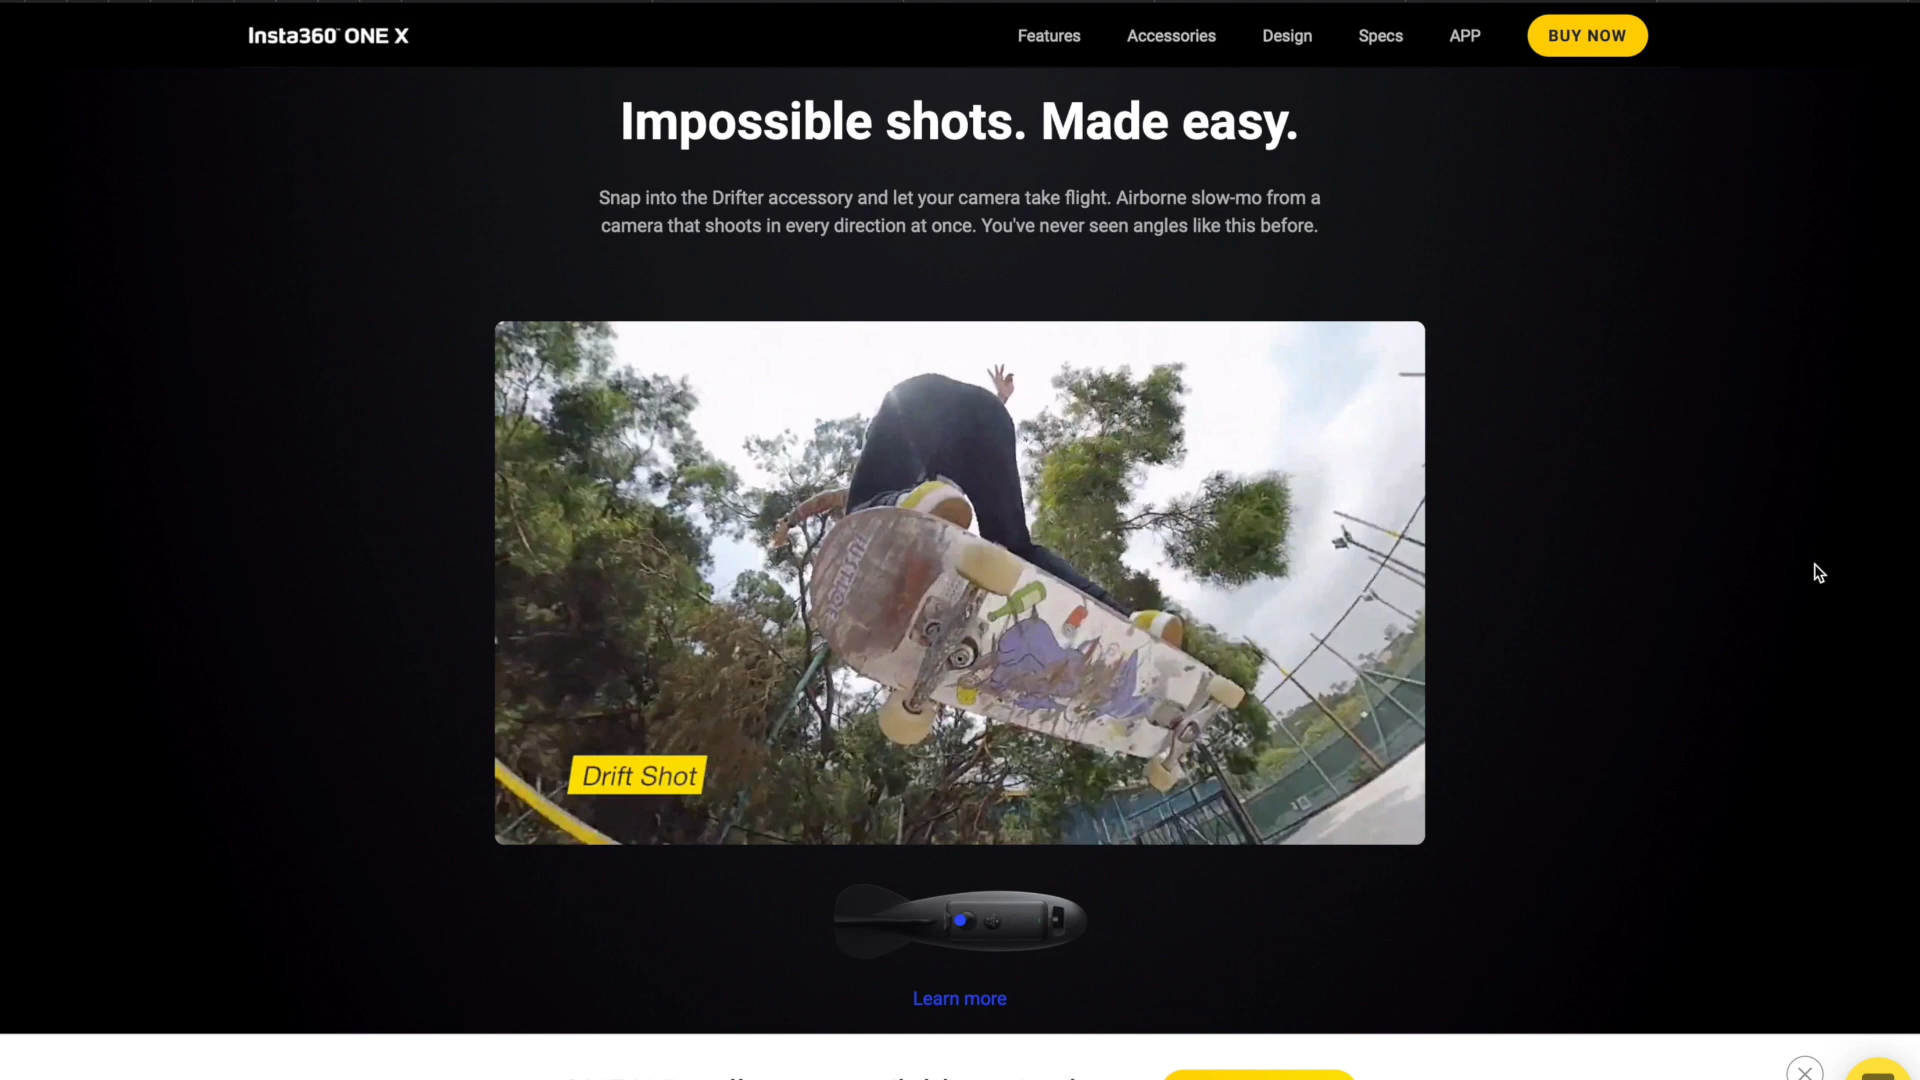 Insta360 ONE X
Features
Accessories
Design
Specs
APP
BUY NOW
Impossible shots. Made easy.
Snap into the Drifter accessory and let your camera take flight. Airborne slow-mo from a
camera that shoots in every direction at once. You've never seen angles like this before.
Drift Shot
Learn more